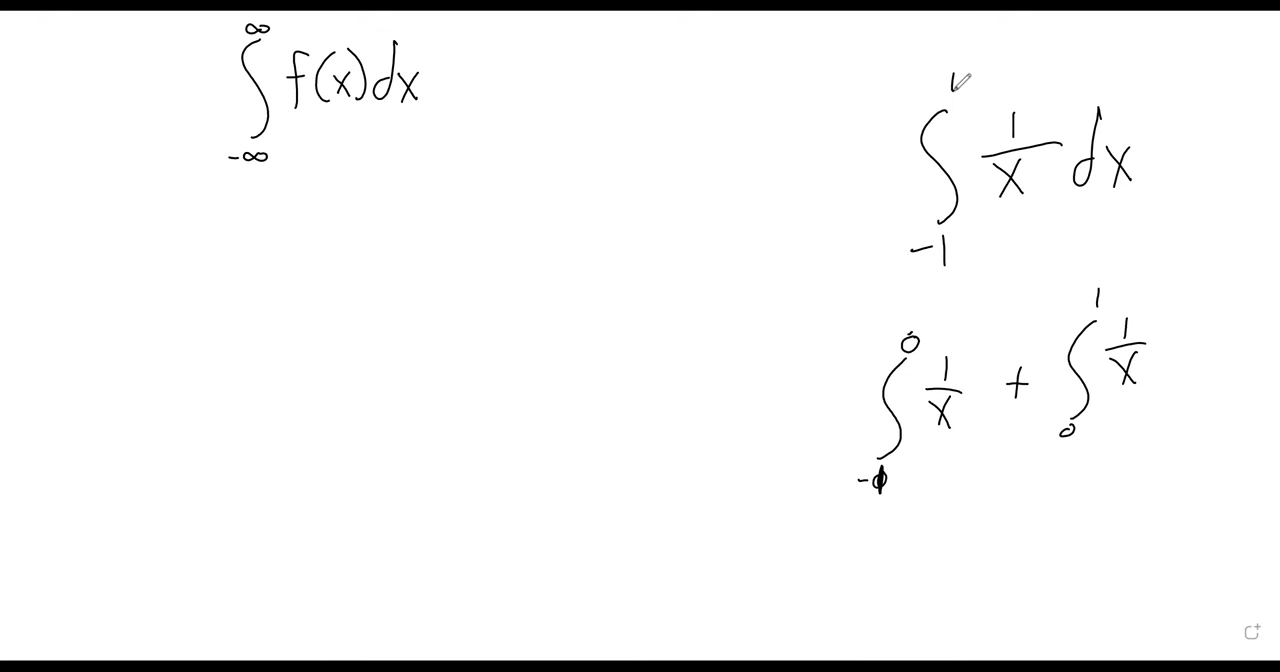 ∫_{-∞}^{∞} f(x)dx
∫_{-1}^{1} 1/x dx
∫_{-1}^{0} 1/x + ∫_{0}^{1} 1/x